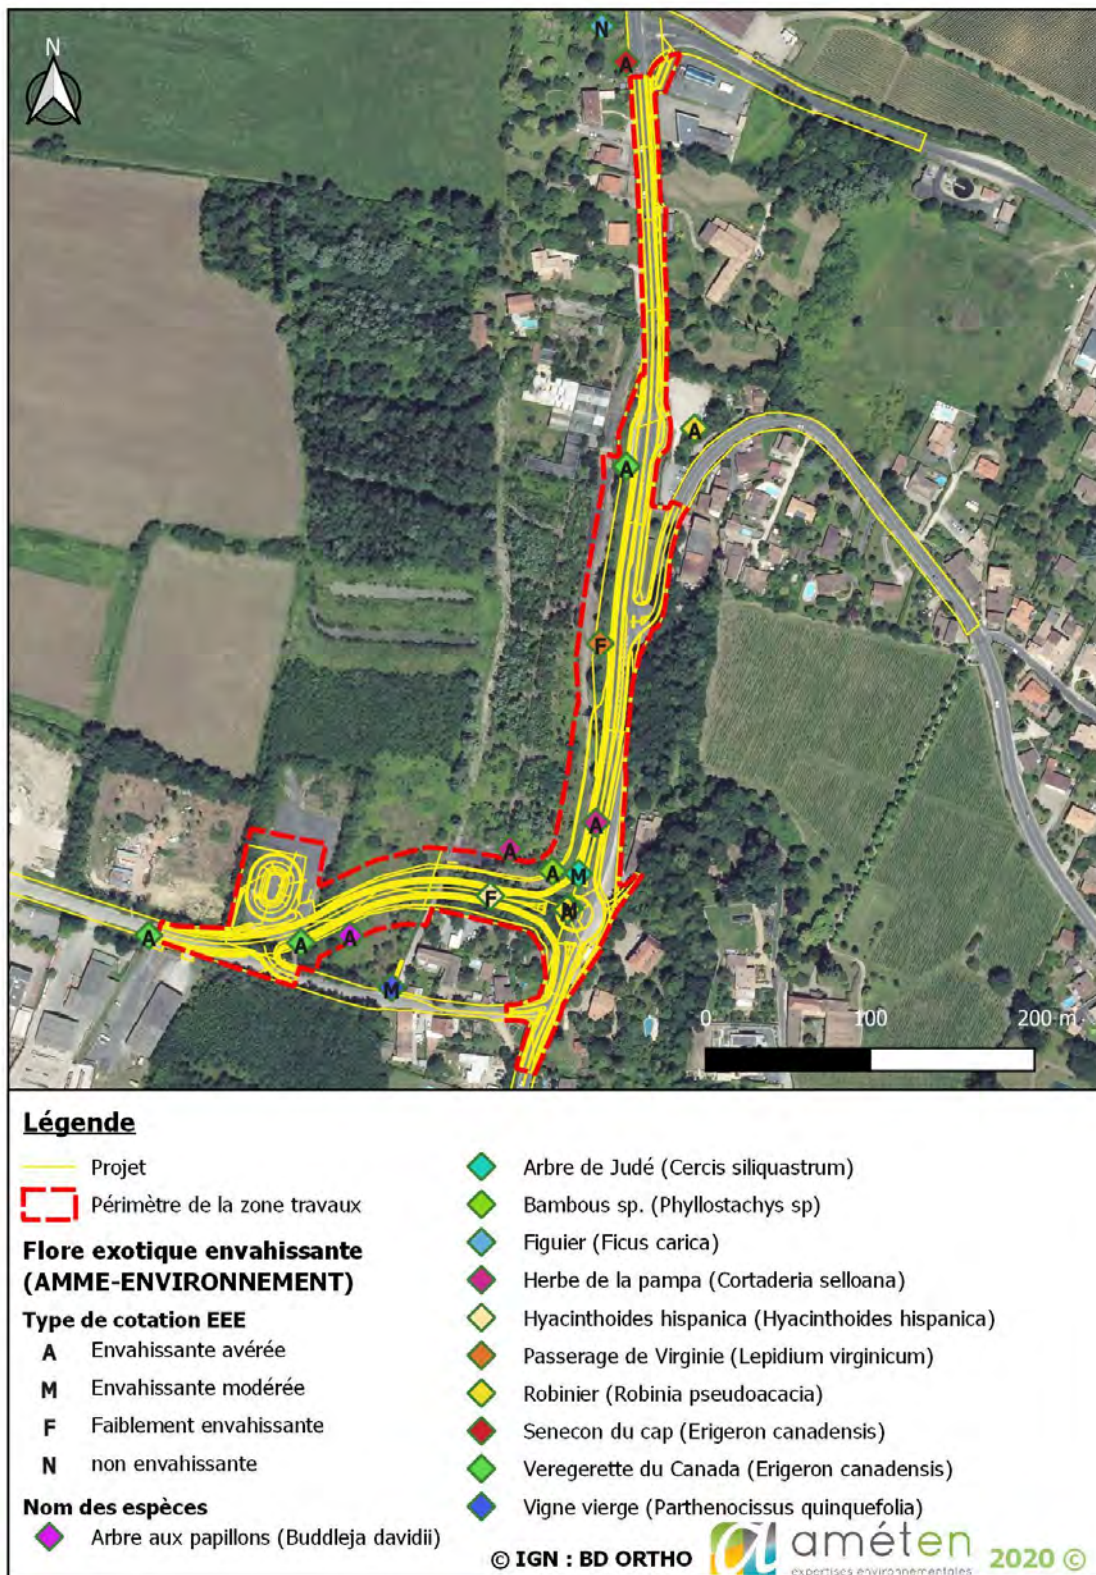 N
N
A
A
A
F
A
A
A
M
F
M
A
A
A
M
0 100 200 m
Légende
Projet
Périmètre de la zone travaux
Flore exotique envahissante
(AMME-ENVIRONNEMENT)
Type de cotation EEE
A Envahissante avérée
M Envahissante modérée
F Faiblement envahissante
N non envahissante
Nom des espèces
Arbre aux papillons (Buddleja davidii)
Arbre de Judé (Cercis siliquastrum)
Bambous sp. (Phyllostachys sp)
Figuier (Ficus carica)
Herbe de la pampa (Cortaderia selloana)
Hyacinthoides hispanica (Hyacinthoides hispanica)
Passerage de Virginie (Lepidium virginicum)
Robinier (Robinia pseudoacacia)
Senecon du cap (Erigeron canadensis)
Veregerette du Canada (Erigeron canadensis)
Vigne vierge (Parthenocissus quinquefolia)
© IGN : BD ORTHO
améten
expertises environnementales
2020 ©